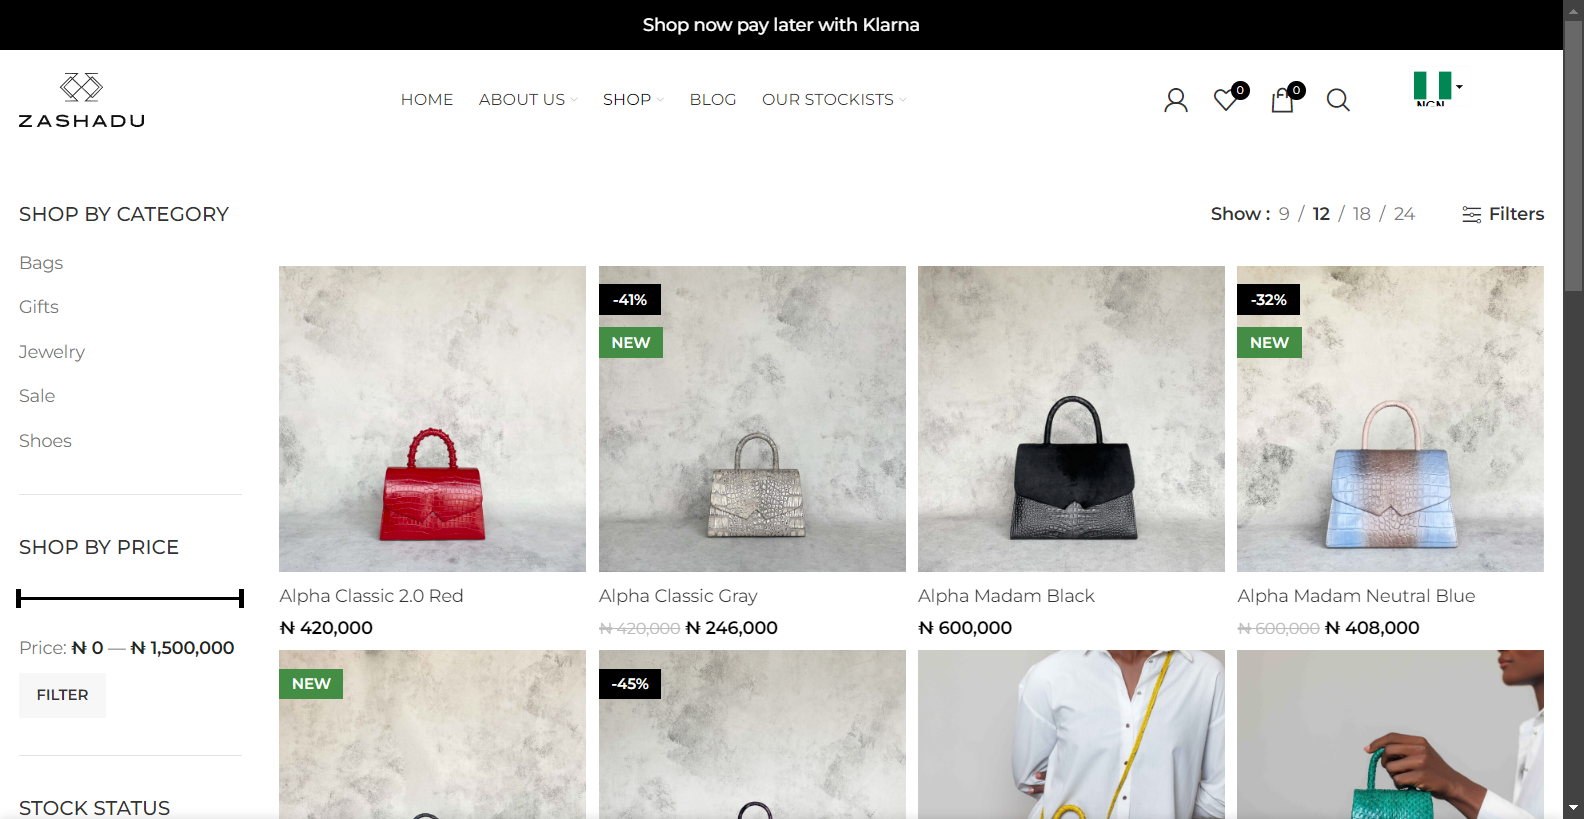 Shop now pay later with Klarna
ZASHADU
HOME ABOUT US SHOP BLOG OUR STOCKISTS
0 0
NGN
SHOP BY CATEGORY
Show : 9 / 12 / 18 / 24 Filters
Bags
Gifts
Jewelry
Sale
Shoes
SHOP BY PRICE
Price: ₦ 0 — ₦ 1,500,000
FILTER
STOCK STATUS
-41%
NEW
-32%
NEW
Alpha Classic 2.0 Red
₦ 420,000
Alpha Classic Gray
₦ 420,000 ₦ 246,000
Alpha Madam Black
₦ 600,000
Alpha Madam Neutral Blue
₦ 600,000 ₦ 408,000
NEW
-45%